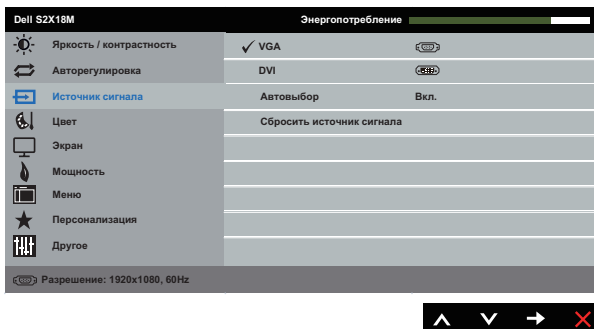 Dell S2X18M
Энергопотребление
Яркость / контрастность
VGA
Авторегулировка
DVI
Источник сигнала
Автовыбор Вкл.
Цвет
Сбросить источник сигнала
Экран
Мощность
Меню
Персонализация
Другое
Разрешение: 1920x1080, 60Hz